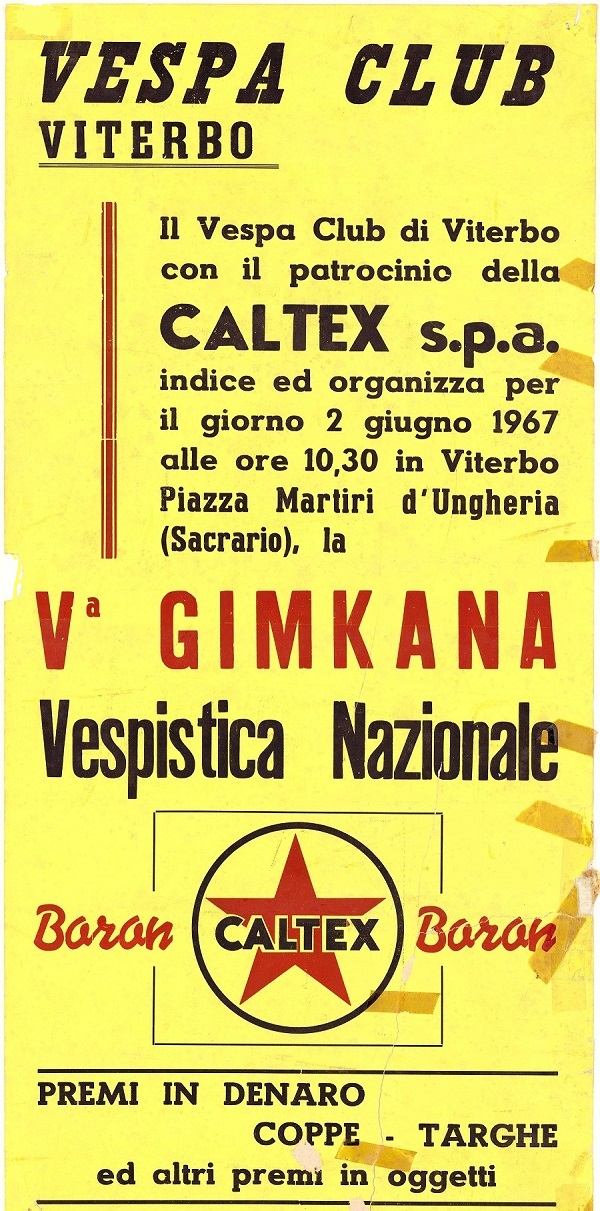 VESPA CLUB
VITERBO
Il Vespa Club di Viterbo
con il patrocinio della
CALTEX s.p.a.
indice ed organizza per
il giorno 2 giugno 1967
alle ore 10,30 in Viterbo
Piazza Martiri d'Ungheria
(Sacrario), la
Vª GIMKANA
Vespistica Nazionale
Boron CALTEX Boron
PREMI IN DENARO
COPPE - TARGHE
ed altri premi in oggetti